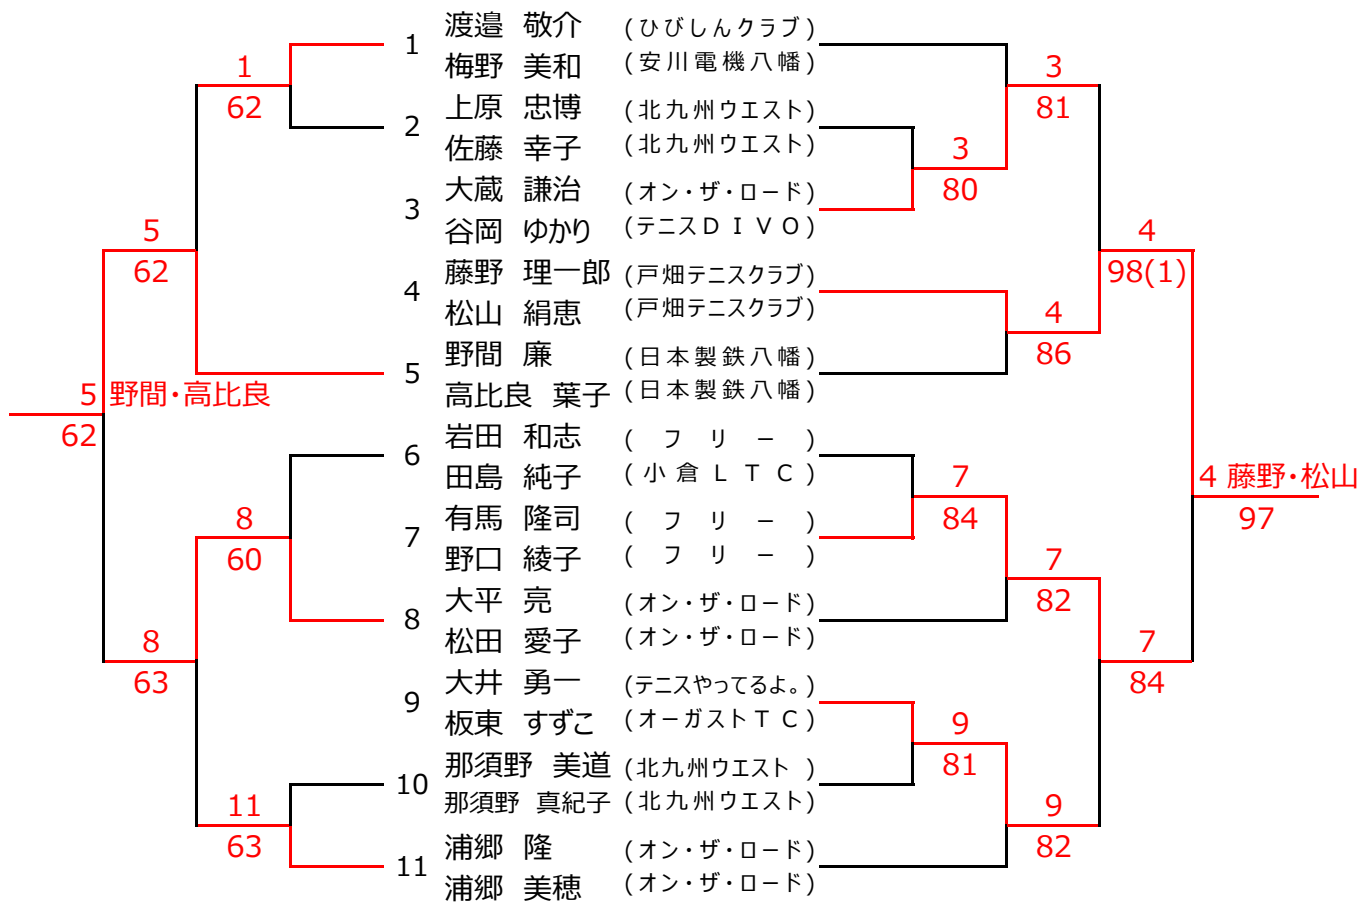 渡邉 敬介 (ひびしんクラブ)
1
梅野 美和 (安川電機八幡)
1
62
3
81
上原 忠博 (北九州ウエスト)
2
佐藤 幸子 (北九州ウエスト)
3
80
大蔵 謙治 (オン・ザ・ロード)
3
谷岡 ゆかり (テニスDIVO)
5
62
4
98(1)
藤野 理一郎 (戸畑テニスクラブ)
4
松山 絹恵 (戸畑テニスクラブ)
4
86
野間 廉 (日本製鉄八幡)
5
高比良 葉子 (日本製鉄八幡)
5 野間・高比良
62
岩田 和志 (フリー)
6
田島 純子 (小倉LTC)
7
84
4 藤野・松山
97
有馬 隆司 (フリー)
7
野口 綾子 (フリー)
8
60
7
82
大平 亮 (オン・ザ・ロード)
8
松田 愛子 (オン・ザ・ロード)
8
63
7
84
大井 勇一 (テニスやってるよ。)
9
板東 すずこ (オーガストTC)
9
81
那須野 美道 (北九州ウエスト )
10
那須野 真紀子 (北九州ウエスト)
11
63
9
82
浦郷 隆 (オン・ザ・ロード)
11
浦郷 美穂 (オン・ザ・ロード)